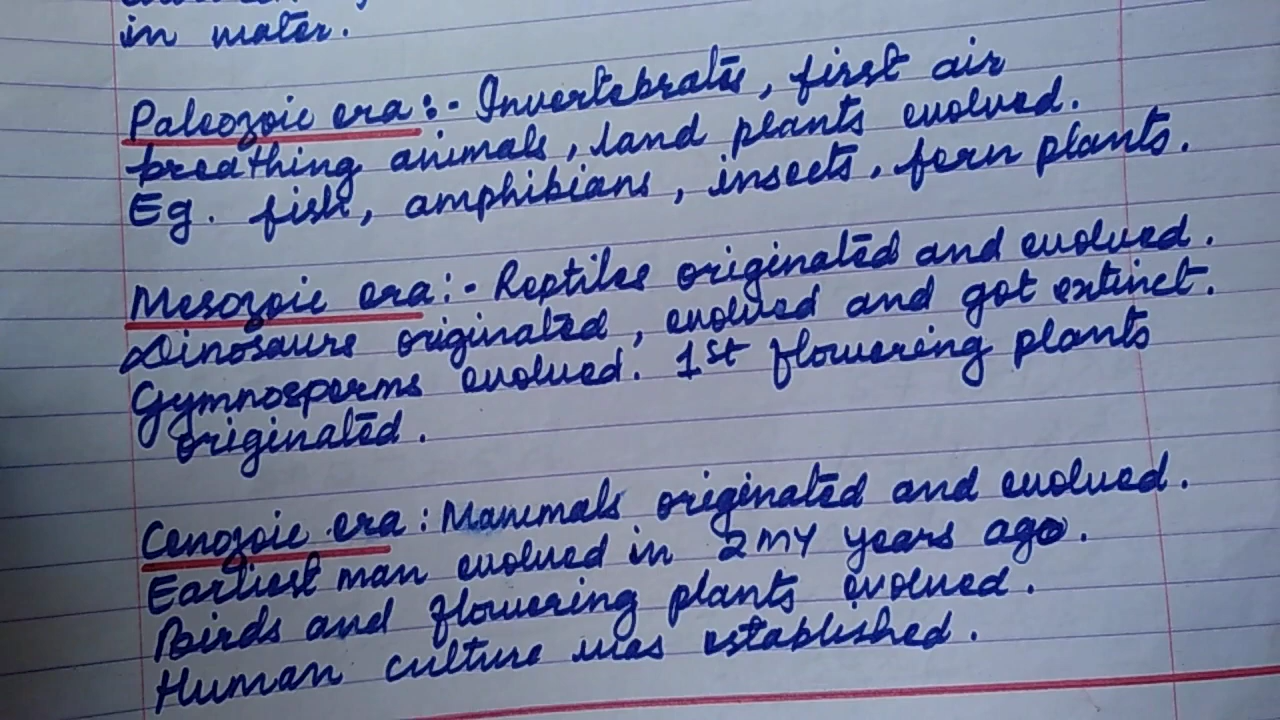 in water.
Paleozoic era :- Invertebrates, first air
breathing animals, land plants evolved.
Eg. fish, amphibians, insects, fern plants.
Mesozoic era :- Reptiles originated and evolved.
Dinosaurs originated, evolved and got extinct.
Gymnosperms evolved. 1st flowering plants
originated.
Cenozoic era : Mammals originated and evolved.
Earliest man evolved in 2 my years ago.
Birds and flowering plants evolved.
Human culture was established.